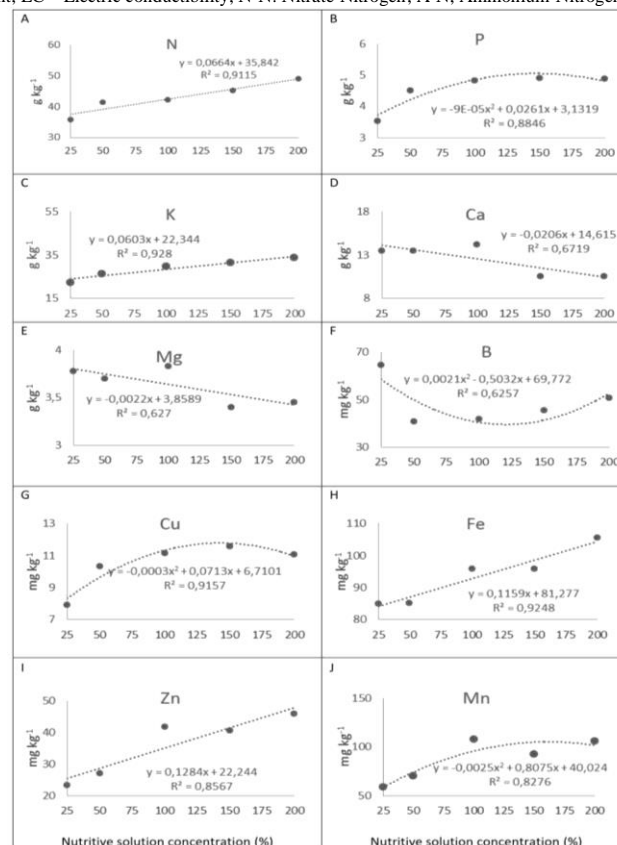 nt, EC – Electric conductibility, N-N: Nitrate-Nitrogen, A-N, Ammonium-Nitrogen
A
N
g kg-1
60
50
40
30
y = 0,0664x + 35,842
R² = 0,9115
25 50 75 100 125 150 175 200
B
P
g kg-1
6
5
4
3
y = -9E-05x² + 0,0261x + 3,1319
R² = 0,8846
25 50 75 100 125 150 175 200
C
K
g kg-1
55
35
15
y = 0,0603x + 22,344
R² = 0,928
25 50 75 100 125 150 175 200
D
Ca
g kg-1
18
13
8
y = -0,0206x + 14,615
R² = 0,6719
25 50 75 100 125 150 175 200
E
Mg
g kg-1
4
3,5
3
y = -0,0022x + 3,8589
R² = 0,627
25 50 75 100 125 150 175 200
F
B
mg kg-1
70
50
30
y = 0,0021x² - 0,5032x + 69,772
R² = 0,6257
25 50 75 100 125 150 175 200
G
Cu
mg kg-1
13
11
9
7
y = -0,0003x² + 0,0713x + 6,7101
R² = 0,9157
25 50 75 100 125 150 175 200
H
Fe
mg kg-1
110
100
90
80
y = 0,1159x + 81,277
R² = 0,9248
25 50 75 100 125 150 175 200
I
Zn
mg kg-1
50
40
30
20
y = 0,1284x + 22,244
R² = 0,8567
25 50 75 100 125 150 175 200
Nutritive solution concentration (%)
J
Mn
mg kg-1
150
100
50
y = -0,0025x² + 0,8075x + 40,024
R² = 0,8276
25 50 75 100 125 150 175 200
Nutritive solution concentration (%)